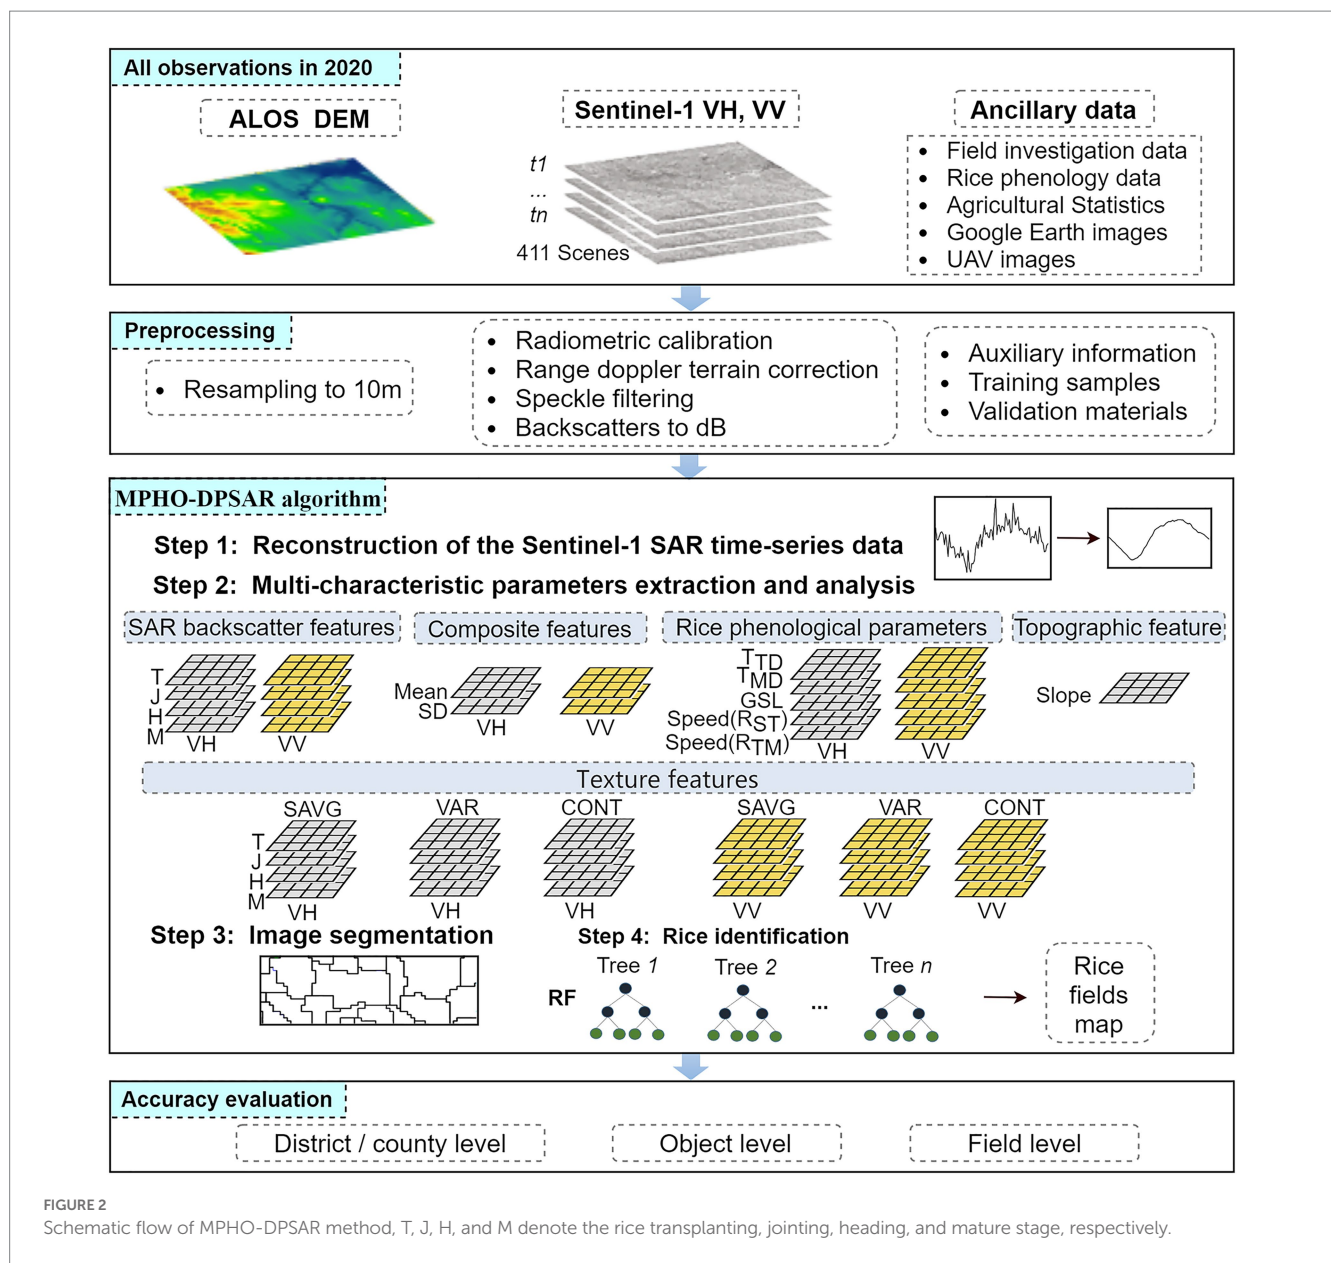 All observations in 2020
ALOS DEM
Sentinel-1 VH, VV
Ancillary data
t1
...
tn
411 Scenes
• Field investigation data
• Rice phenology data
• Agricultural Statistics
• Google Earth images
• UAV images
Preprocessing
• Resampling to 10m
• Radiometric calibration
• Range doppler terrain correction
• Speckle filtering
• Backscatters to dB
• Auxiliary information
• Training samples
• Validation materials
MPHO-DPSAR algorithm
Step 1: Reconstruction of the Sentinel-1 SAR time-series data
Step 2: Multi-characteristic parameters extraction and analysis
SAR backscatter features
Composite features
Rice phenological parameters
Topographic feature
T
J
H
M
VH
VV
Mean
SD
VH
VV
TTD
TMD
GSL
Speed(RST)
Speed(RTM)
VH
VV
Slope
Texture features
SAVG
VAR
CONT
SAVG
VAR
CONT
T
J
H
M
VH
VH
VH
VV
VV
VV
Step 3: Image segmentation
Step 4: Rice identification
RF
Tree 1
Tree 2
...
Tree n
Rice
fields
map
Accuracy evaluation
District / county level
Object level
Field level
FIGURE 2
Schematic flow of MPHO-DPSAR method, T, J, H, and M denote the rice transplanting, jointing, heading, and mature stage, respectively.